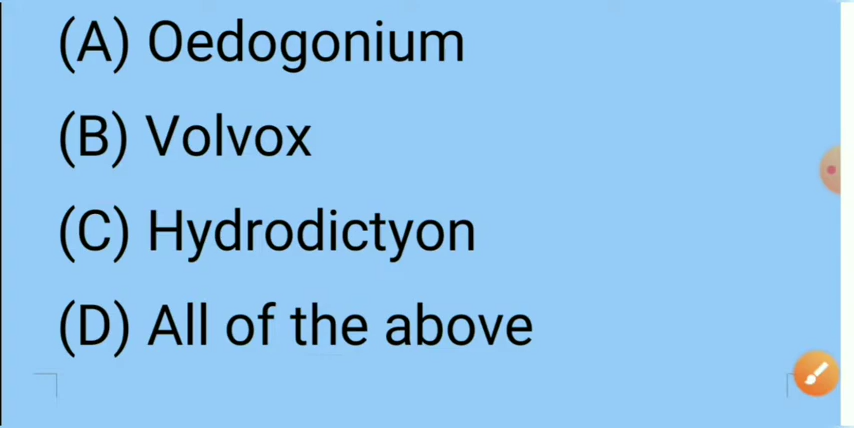 (A) Oedogonium
(B) Volvox
(C) Hydrodictyon
(D) All of the above